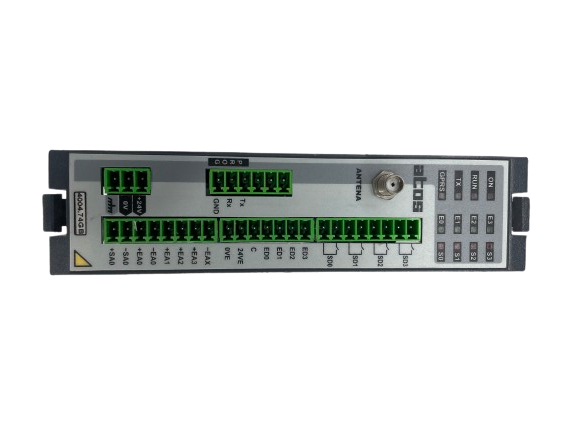 atos
ANTENA
ON
RUN
TX
GPRS
E3
E2
E1
E0
S3
S2
S1
S0
PROG
GND
Rx
Tx
+24V
0V
4004.74GB
+SA0
-SA0
+EA0
-EA0
+EA1
+EA2
+EA3
-EAX
0VE
24VE
C
ED0
ED1
ED2
ED3
SD0
SD1
SD2
SD3